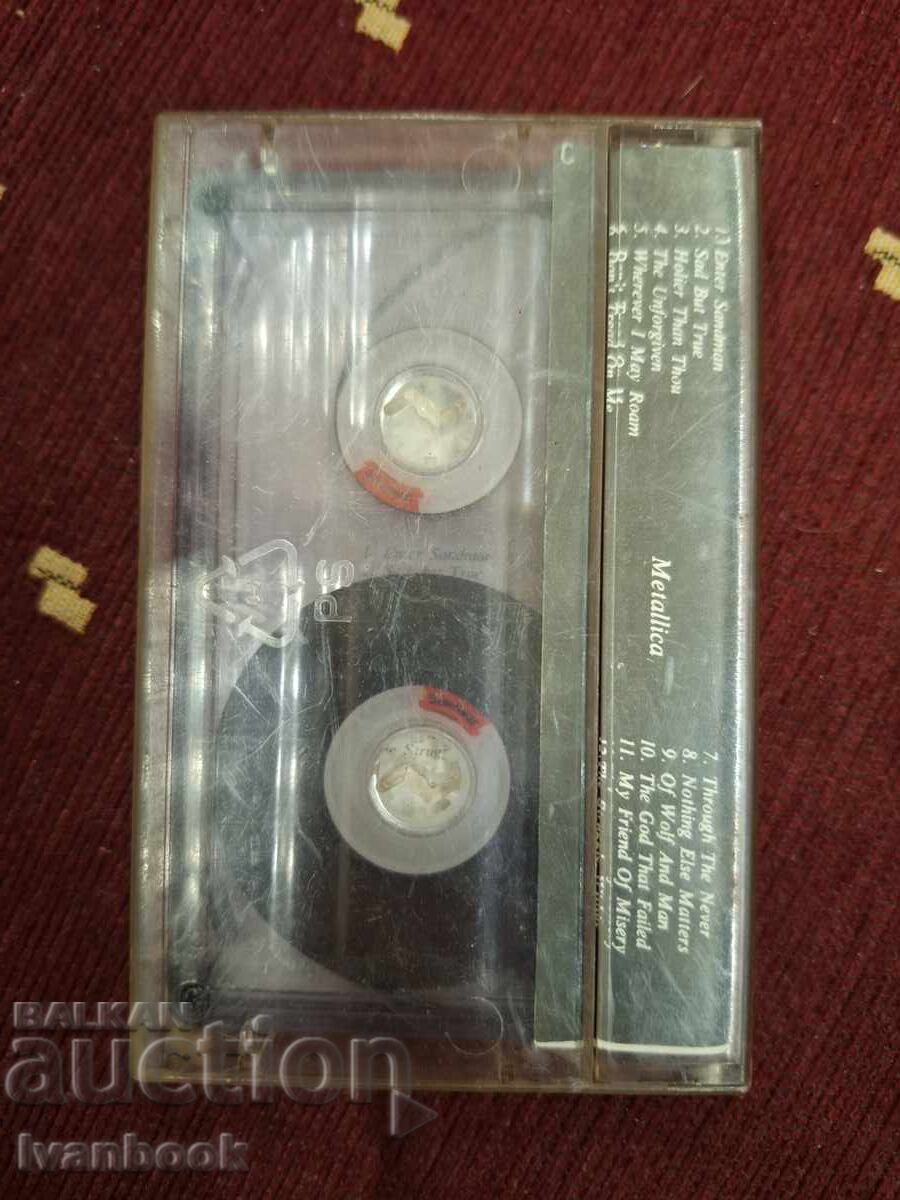 1) Enter Sandman
2. Sad But True
3. Holier Than Thou
4. The Unforgiven
5. Wherever I May Roam
Metallica
7. Through The Never
8. Nothing Else Matters
9. Of Wolf And Man
10. The God That Failed
11. My Friend Of Misery
C
PS
BALKAN
auction
Ivanbook